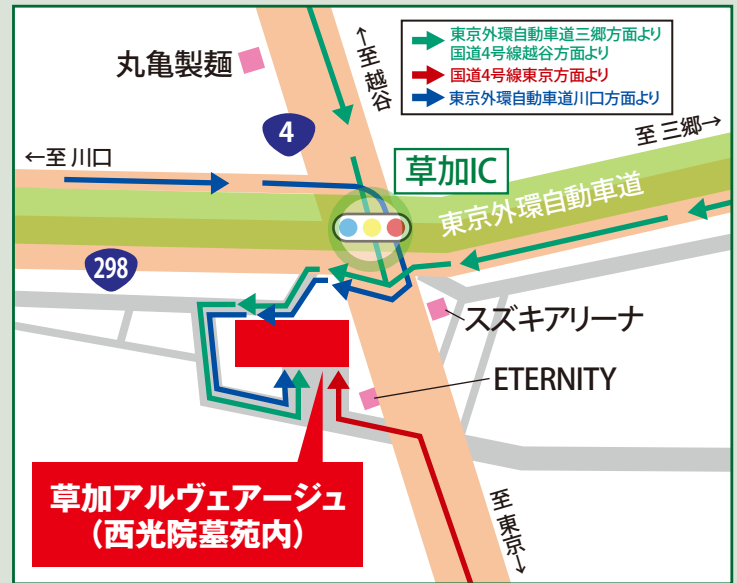 東京外環自動車道三郷方面より
国道4号線越谷方面より
国道4号線東京方面より
東京外環自動車道川口方面より
丸亀製麺
←至越谷
4
←至 川口
至 三郷→
草加IC
東京外環自動車道
298
スズキアリーナ
ETERNITY
草加アルヴェアージュ
（西光院墓苑内）
至東京→